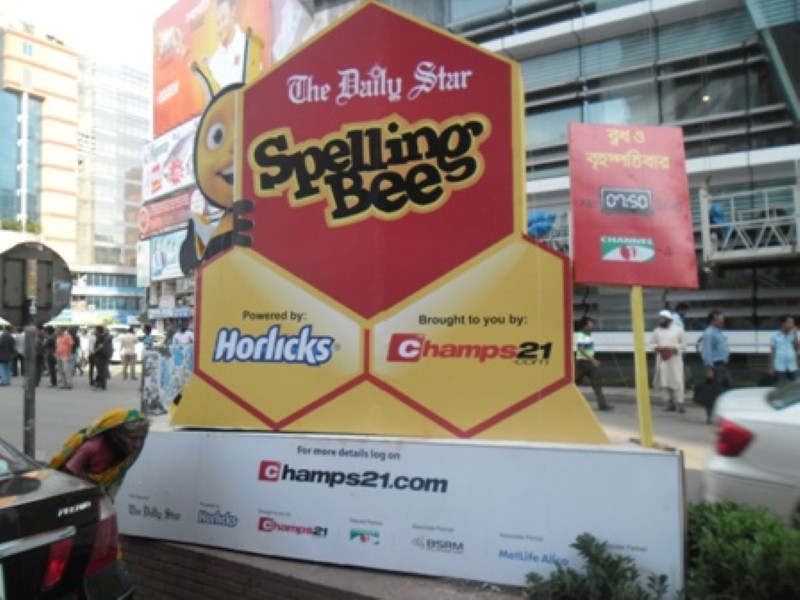 The Daily Star
Spelling
Bee
Powered by:
Horlicks
Brought to you by:
Champs21
.com
বুধ ও
বৃহস্পতিবার
07:50
CHANNEL
For more details log on
Champs21.com
The Daily Star
Horlicks
Champs21
BSRM
MetLife Alico
Partner